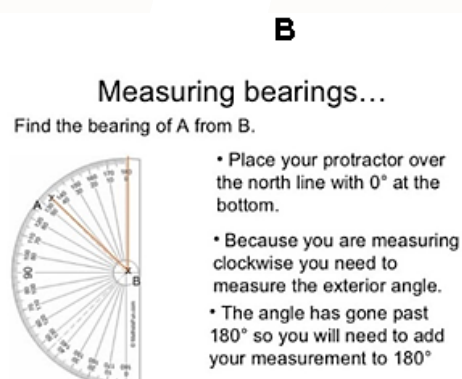 B
Measuring bearings...
Find the bearing of A from B.
• Place your protractor over
the north line with 0° at the
bottom.
• Because you are measuring
clockwise you need to
measure the exterior angle.
• The angle has gone past
180° so you will need to add
your measurement to 180°
A
B
90